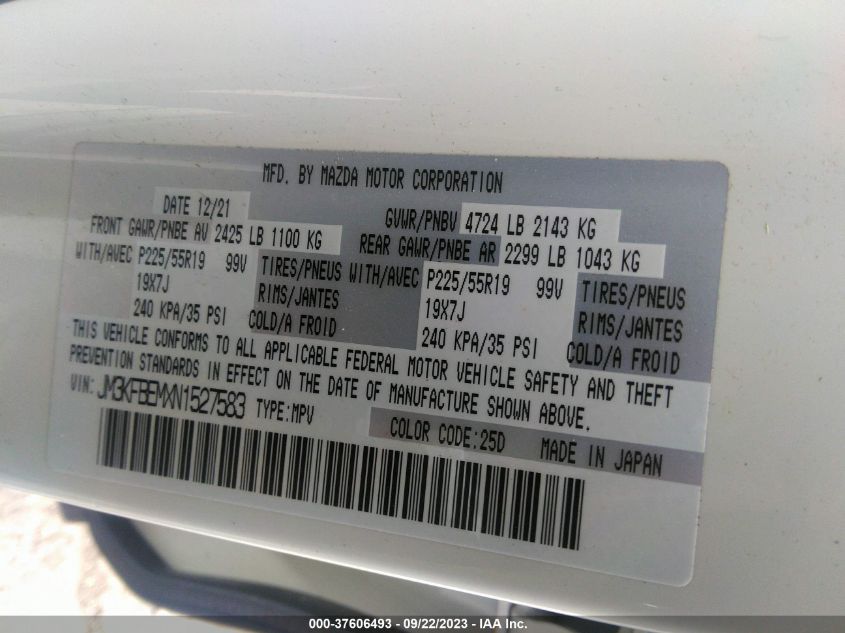 MFD. BY MAZDA MOTOR CORPORATION
DATE 12/21 GVWR/PNBV 4724 LB 2143 KG
FRONT GAWR/PNBE AV 2425 LB 1100 KG REAR GAWR/PNBE AR 2299 LB 1043 KG
WITH/AVEC P225/55R19 99V TIRES/PNEUS WITH/AVEC P225/55R19 99V TIRES/PNEUS
19X7J RIMS/JANTES 19X7J RIMS/JANTES
240 KPA/35 PSI COLD/A FROID 240 KPA/35 PSI COLD/A FROID
THIS VEHICLE CONFORMS TO ALL APPLICABLE FEDERAL MOTOR VEHICLE SAFETY AND THEFT
PREVENTION STANDARDS IN EFFECT ON THE DATE OF MANUFACTURE SHOWN ABOVE.
VIN: JM3KFBEMXN1527583 TYPE:MPV
COLOR CODE:25D MADE IN JAPAN
000-37606493 - 09/22/2023 - IAA Inc.